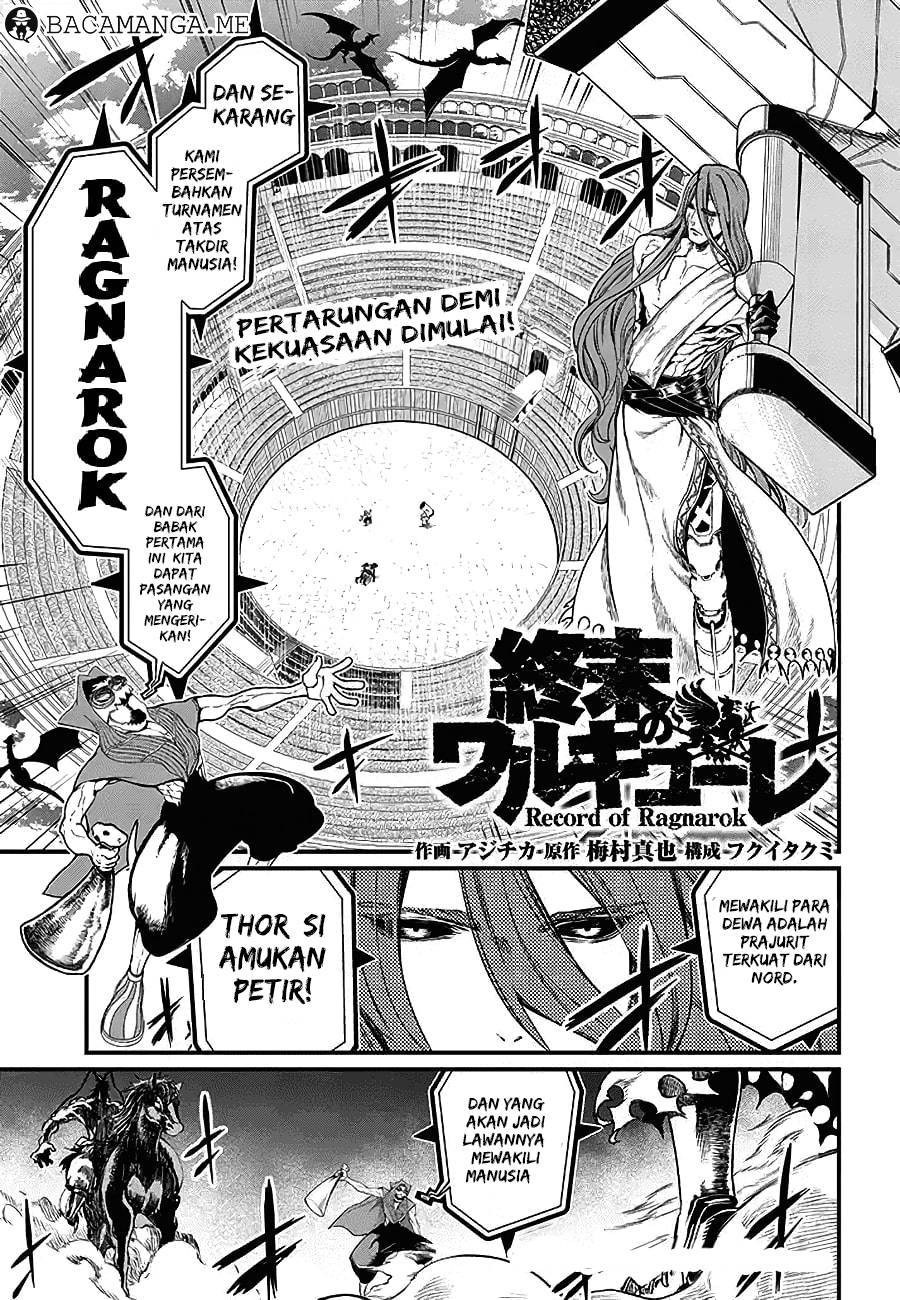 BACAMANGA.ME
DAN SE-
KARANG
KAMI
PERSEM-
BAHKAN
TURNAMEN
ATAS
TAKDIR
MANUSIA!
RAGNAROK
PERTARUNGAN DEMI
KEKUASAAN DIMULAI!
DAN DARI
BABAK
PERTAMA
INI KITA
DAPAT
PASANGAN
YANG
MENGERI-
KAN!
終末の
ワルキューレ
Record of Ragnarok
作画 アジチカ 原作 梅村真也 構成 フクイタクミ
THOR SI
AMUKAN
PETIR!
MEWAKILI PARA
DEWA ADALAH
PRAJURIT
TERKUAT DARI
NORD.
DAN YANG
AKAN JADI
LAWANNYA
MEWAKILI
MANUSIA